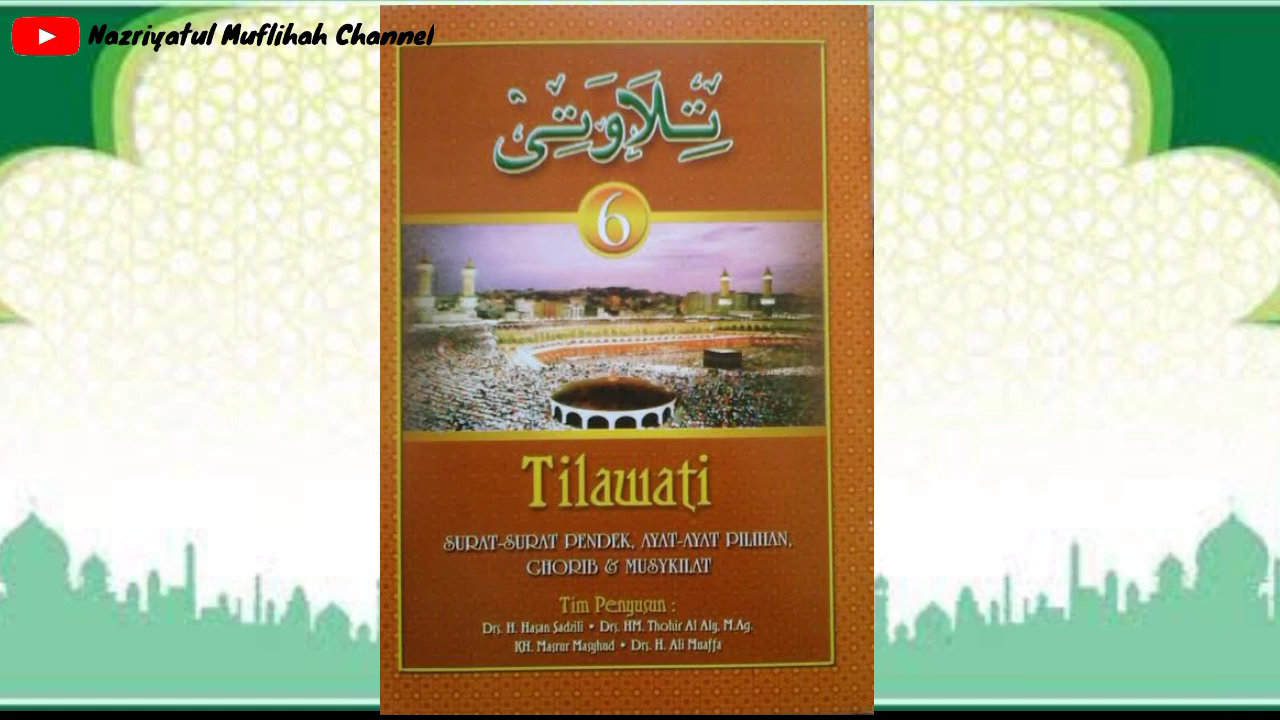 Nazriyatul Muflihah Channel
تِلَاوَتِىْ
6
Tilawati
SURAT-SURAT PENDEK, AYAT-AYAT PILIHAN,
GHORIB & MUSYKILAT
Tim Penyusun :
Drs. H. Hasan Sadzili • Drs. HM. Thohir Al Aly, M.Ag.
KH. Masrur Masyhud • Drs. H. Ali Muaffa